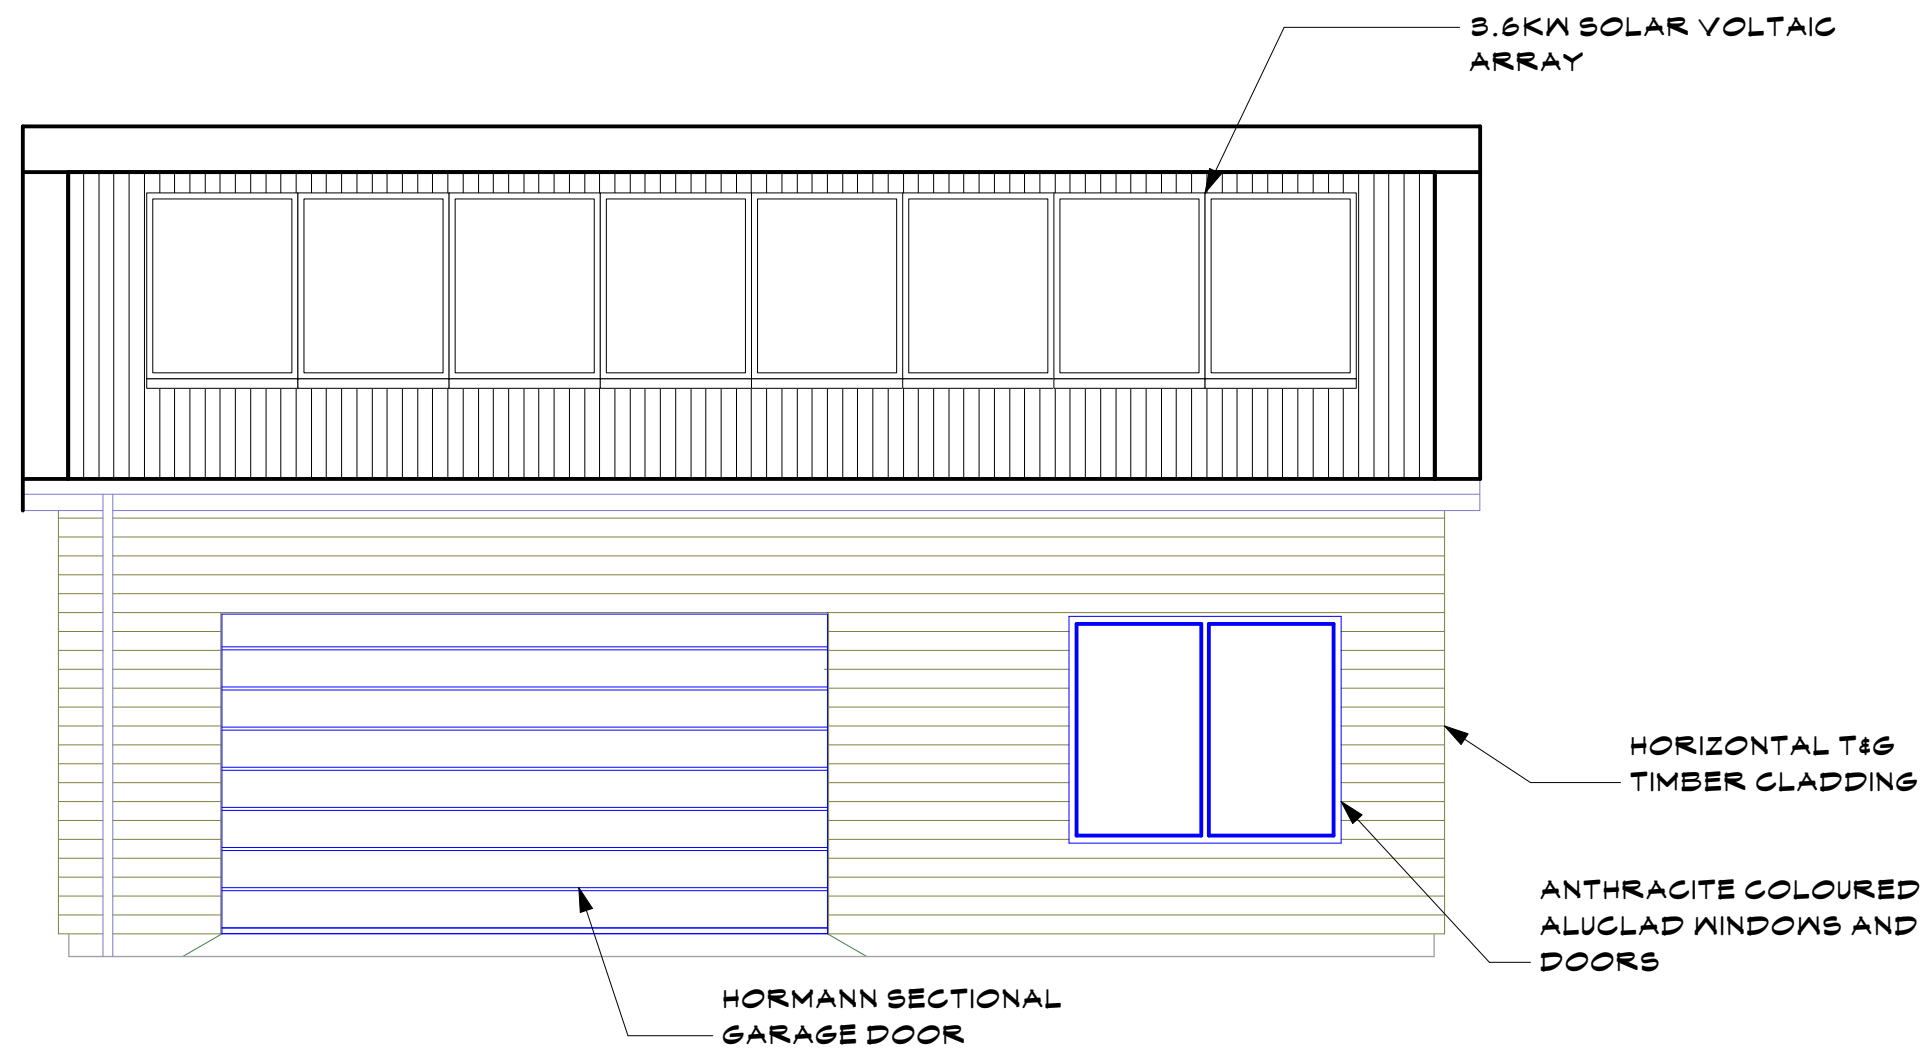 3.6KW SOLAR VOLTAIC
ARRAY
HORIZONTAL T&G
TIMBER CLADDING
ANTHRACITE COLOURED
ALUCLAD WINDOWS AND
DOORS
HORMANN SECTIONAL
GARAGE DOOR